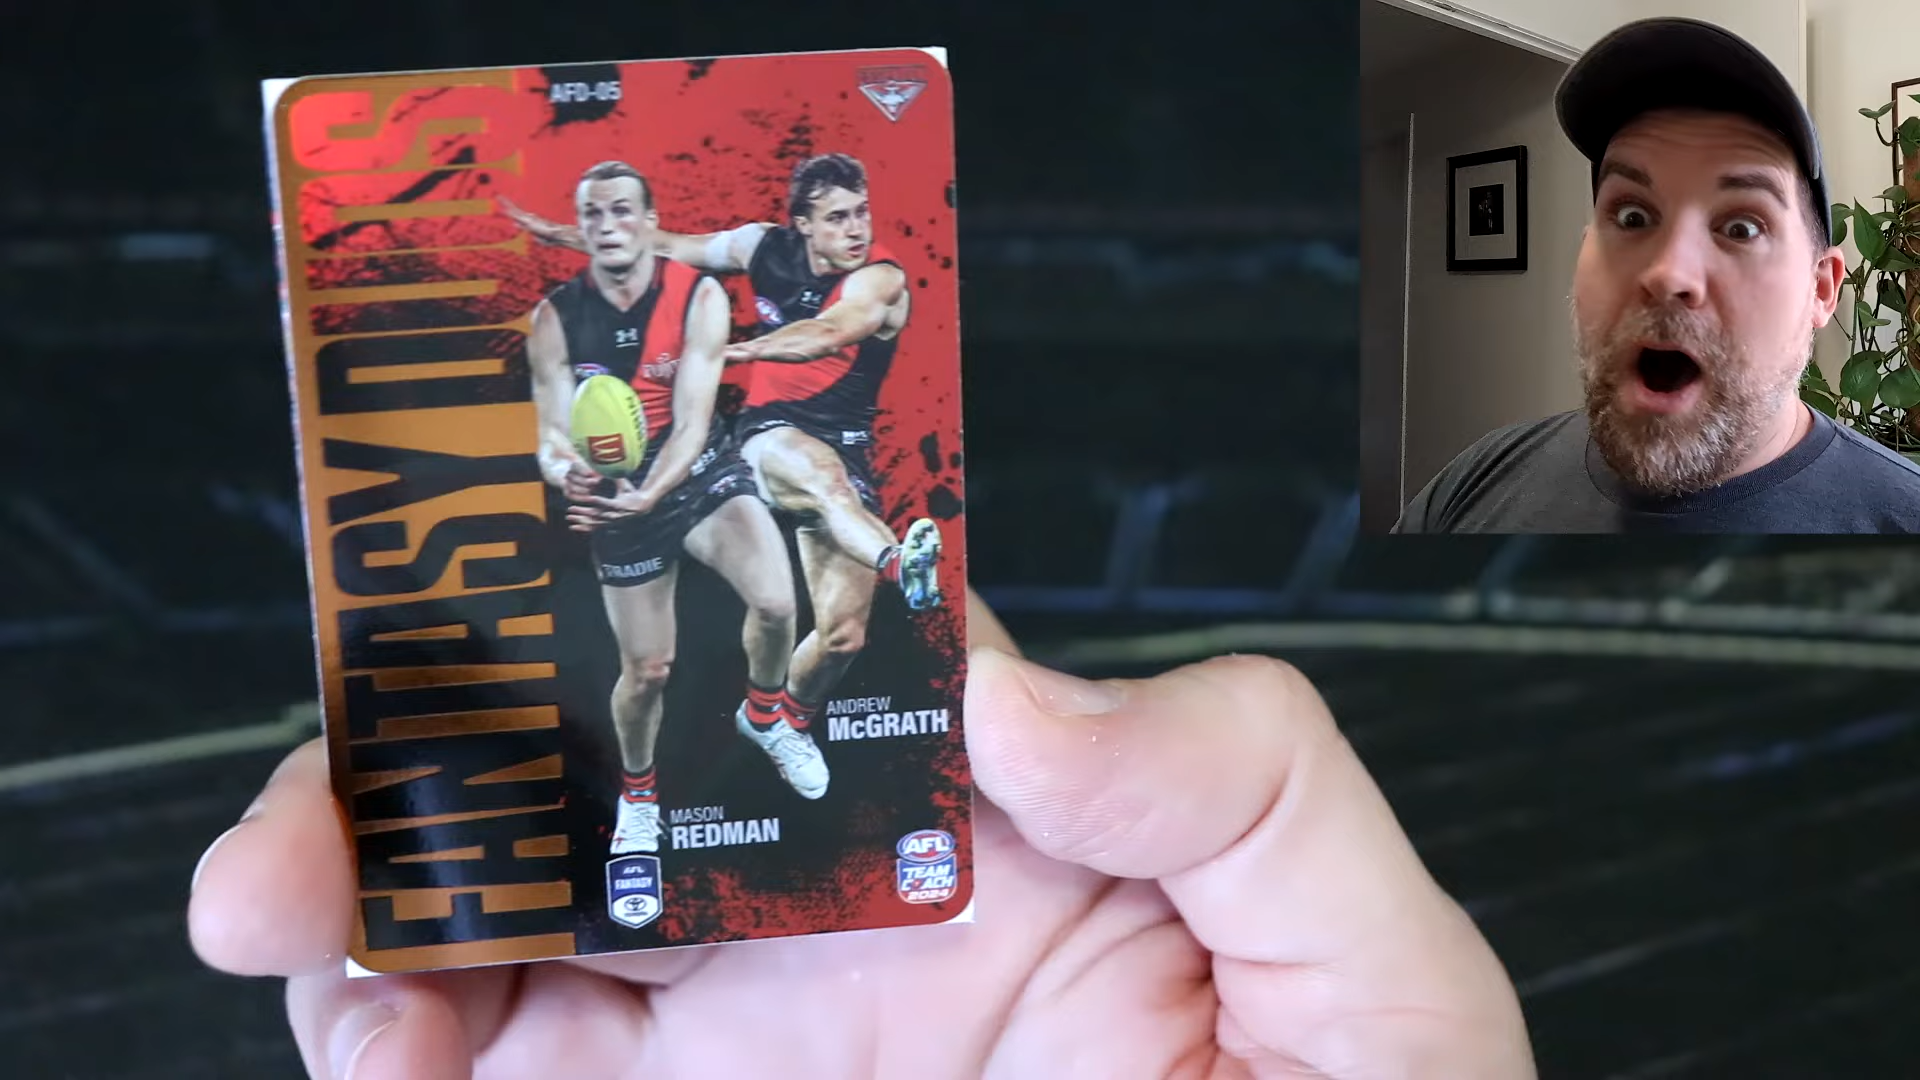 AFD-05
FANTASY DUOS
ANDREW
McGRATH
MASON
REDMAN
TRADIE
AFL
FANTASY
AFL
TEAM
COACH
2024